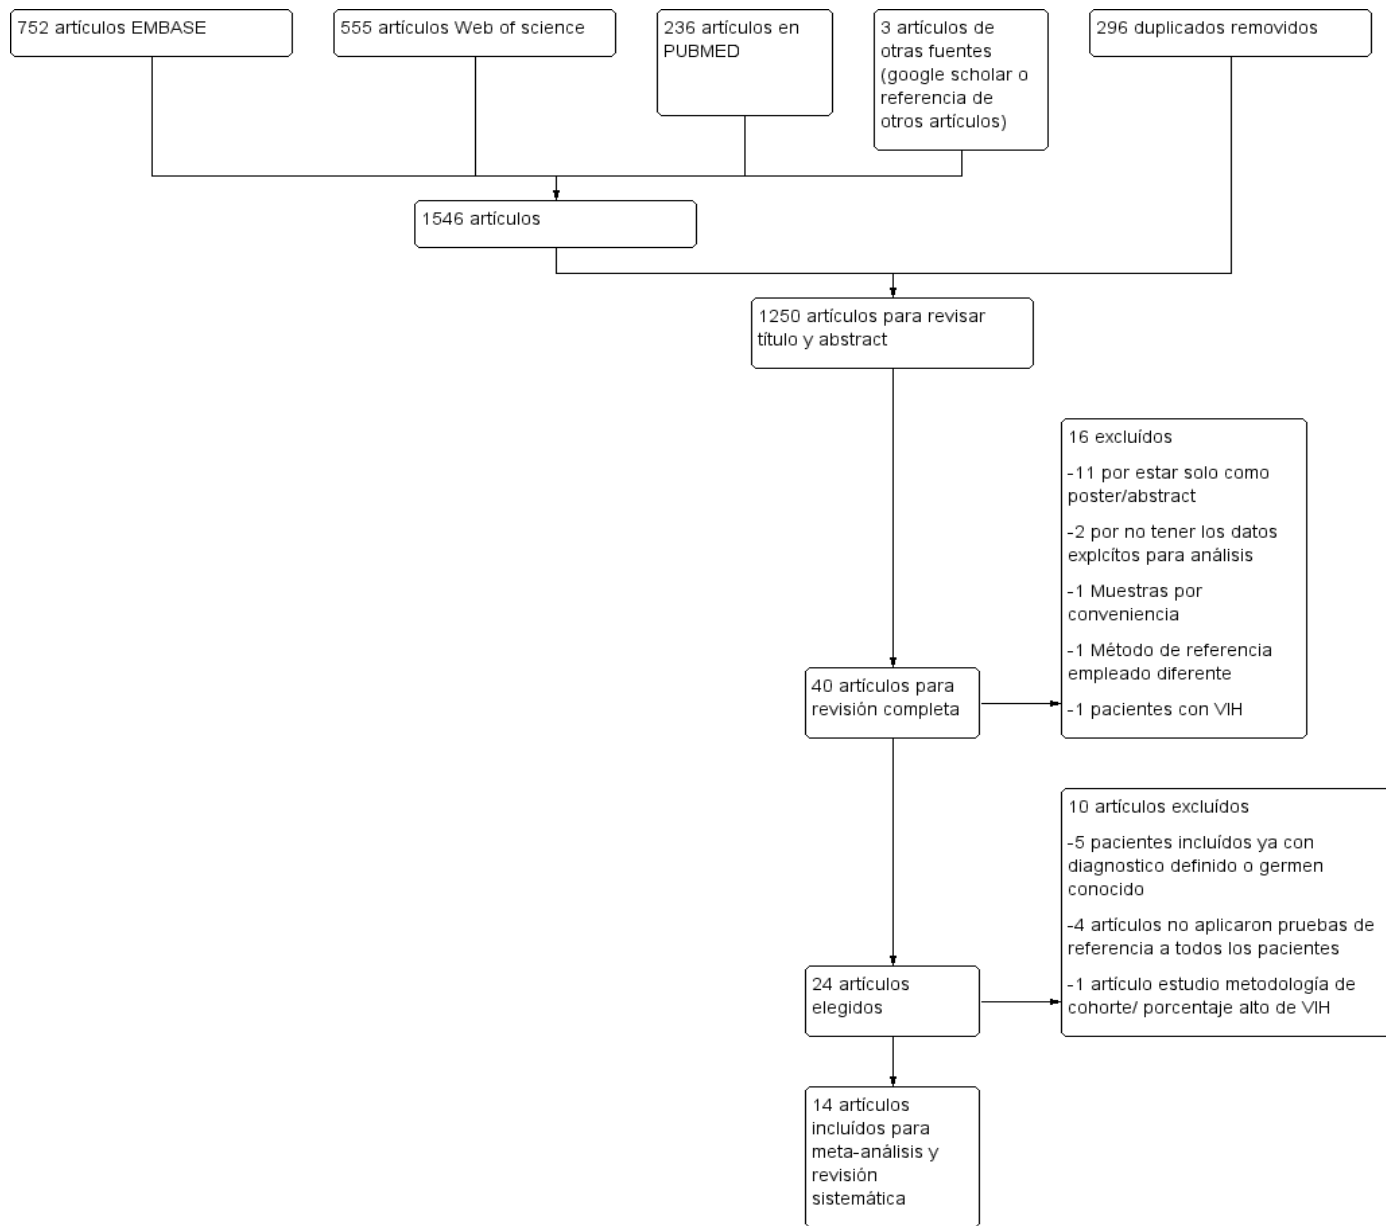 752 artículos EMBASE
555 artículos Web of science
236 artículos en
PUBMED
3 artículos de
otras fuentes
(google scholar o
referencia de
otros artículos)
296 duplicados removidos
1546 artículos
1250 artículos para revisar
título y abstract
16 excluídos
-11 por estar solo como
poster/abstract
-2 por no tener los datos
explcítos para análisis
-1 Muestras por
conveniencia
-1 Método de referencia
empleado diferente
-1 pacientes con VIH
40 artículos para
revisión completa
10 artículos excluídos
-5 pacientes incluídos ya con
diagnostico definido o germen
conocido
-4 artículos no aplicaron pruebas de
referencia a todos los pacientes
-1 artículo estudio metodología de
cohorte/ porcentaje alto de VIH
24 artículos
elegidos
14 artículos
incluídos para
meta-análisis y
revisión
sistemática